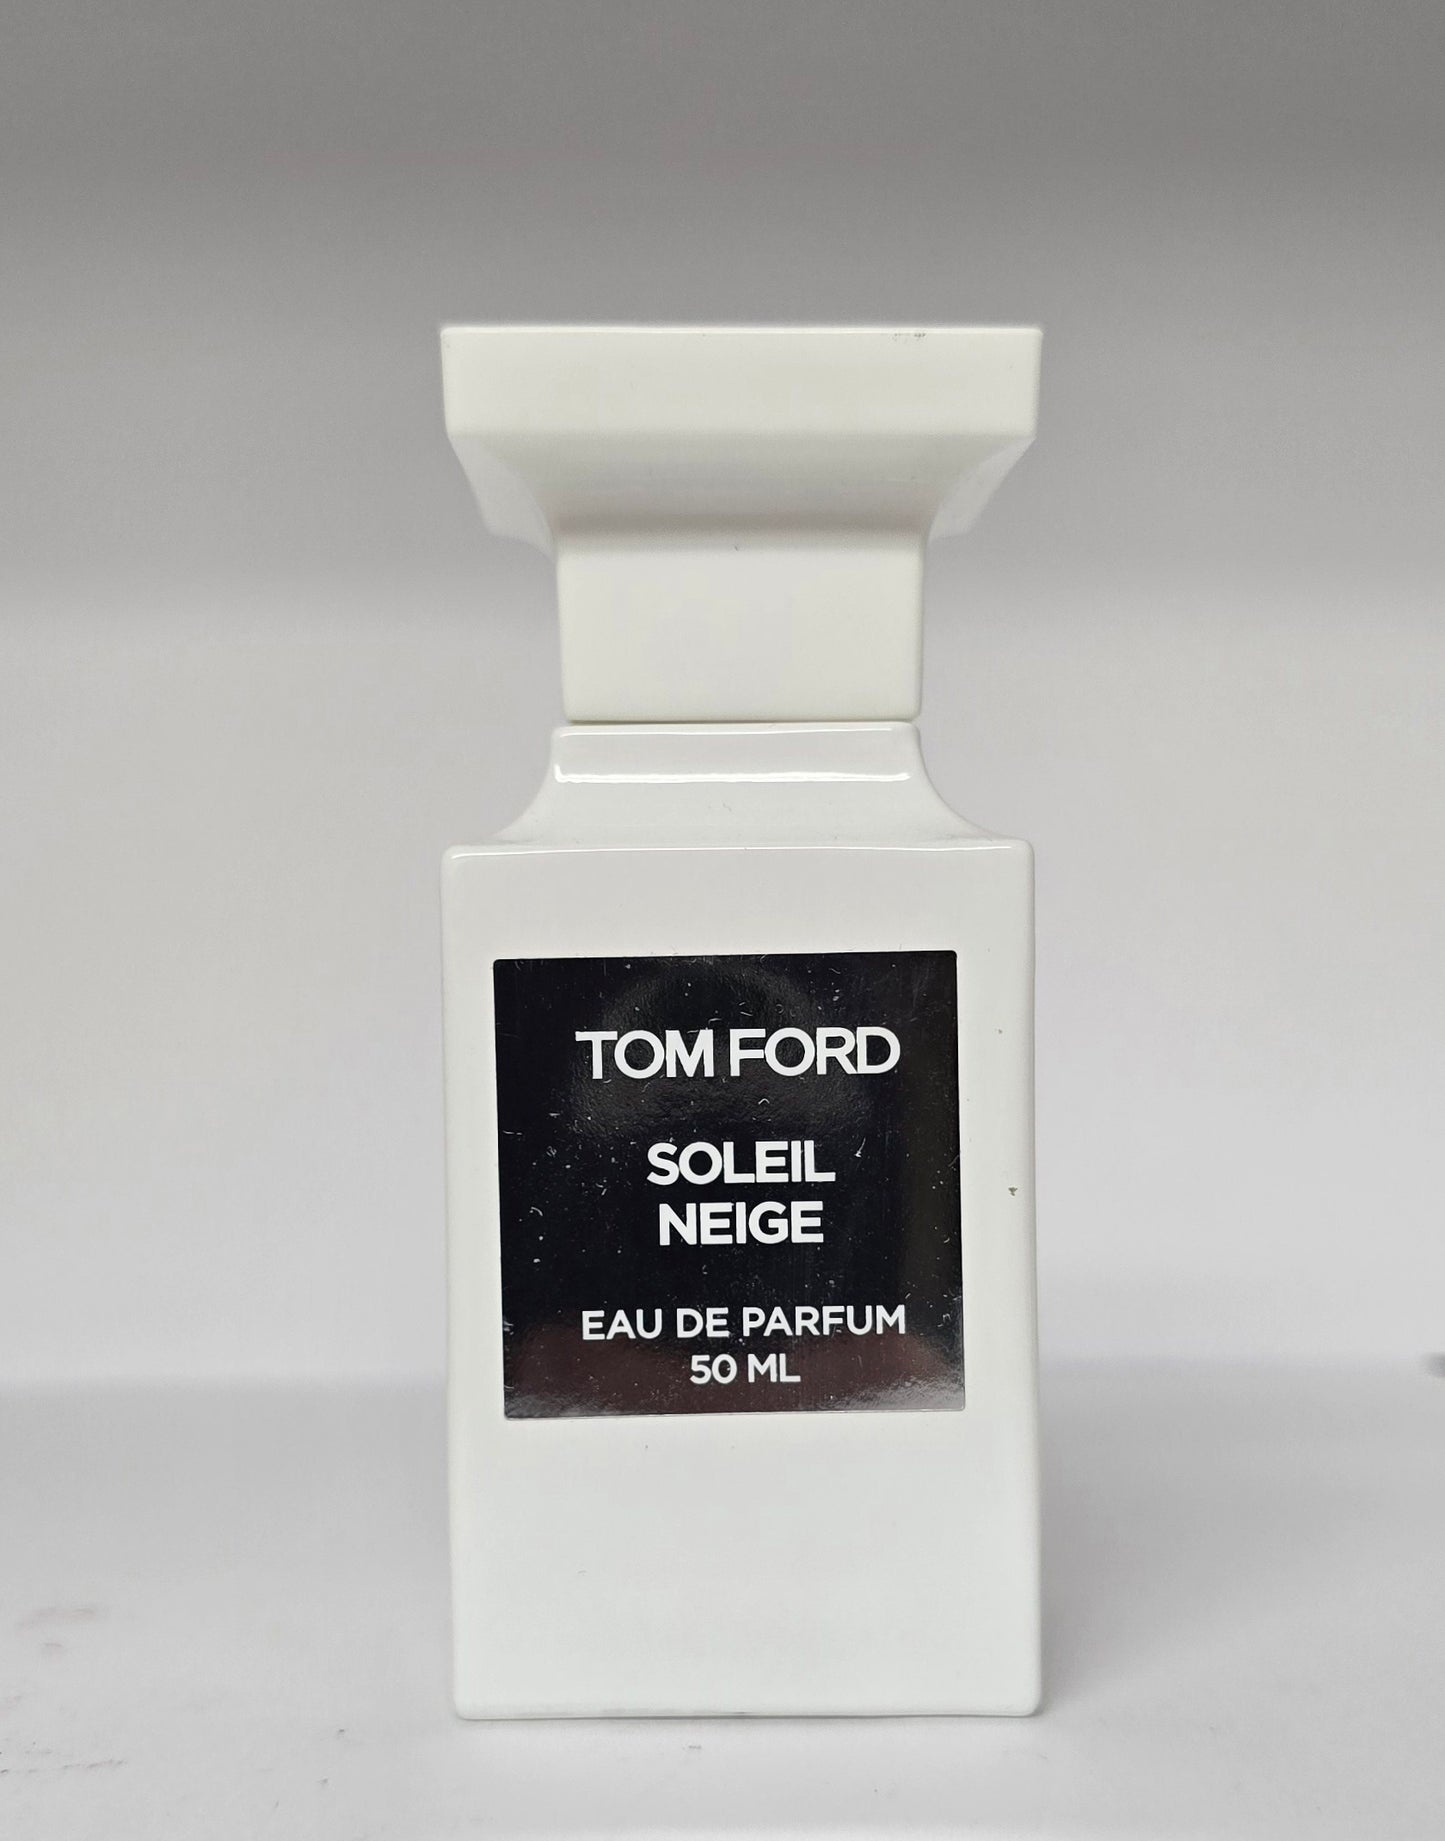 TOM FORD
SOLEIL
NEIGE
EAU DE PARFUM
50 ML